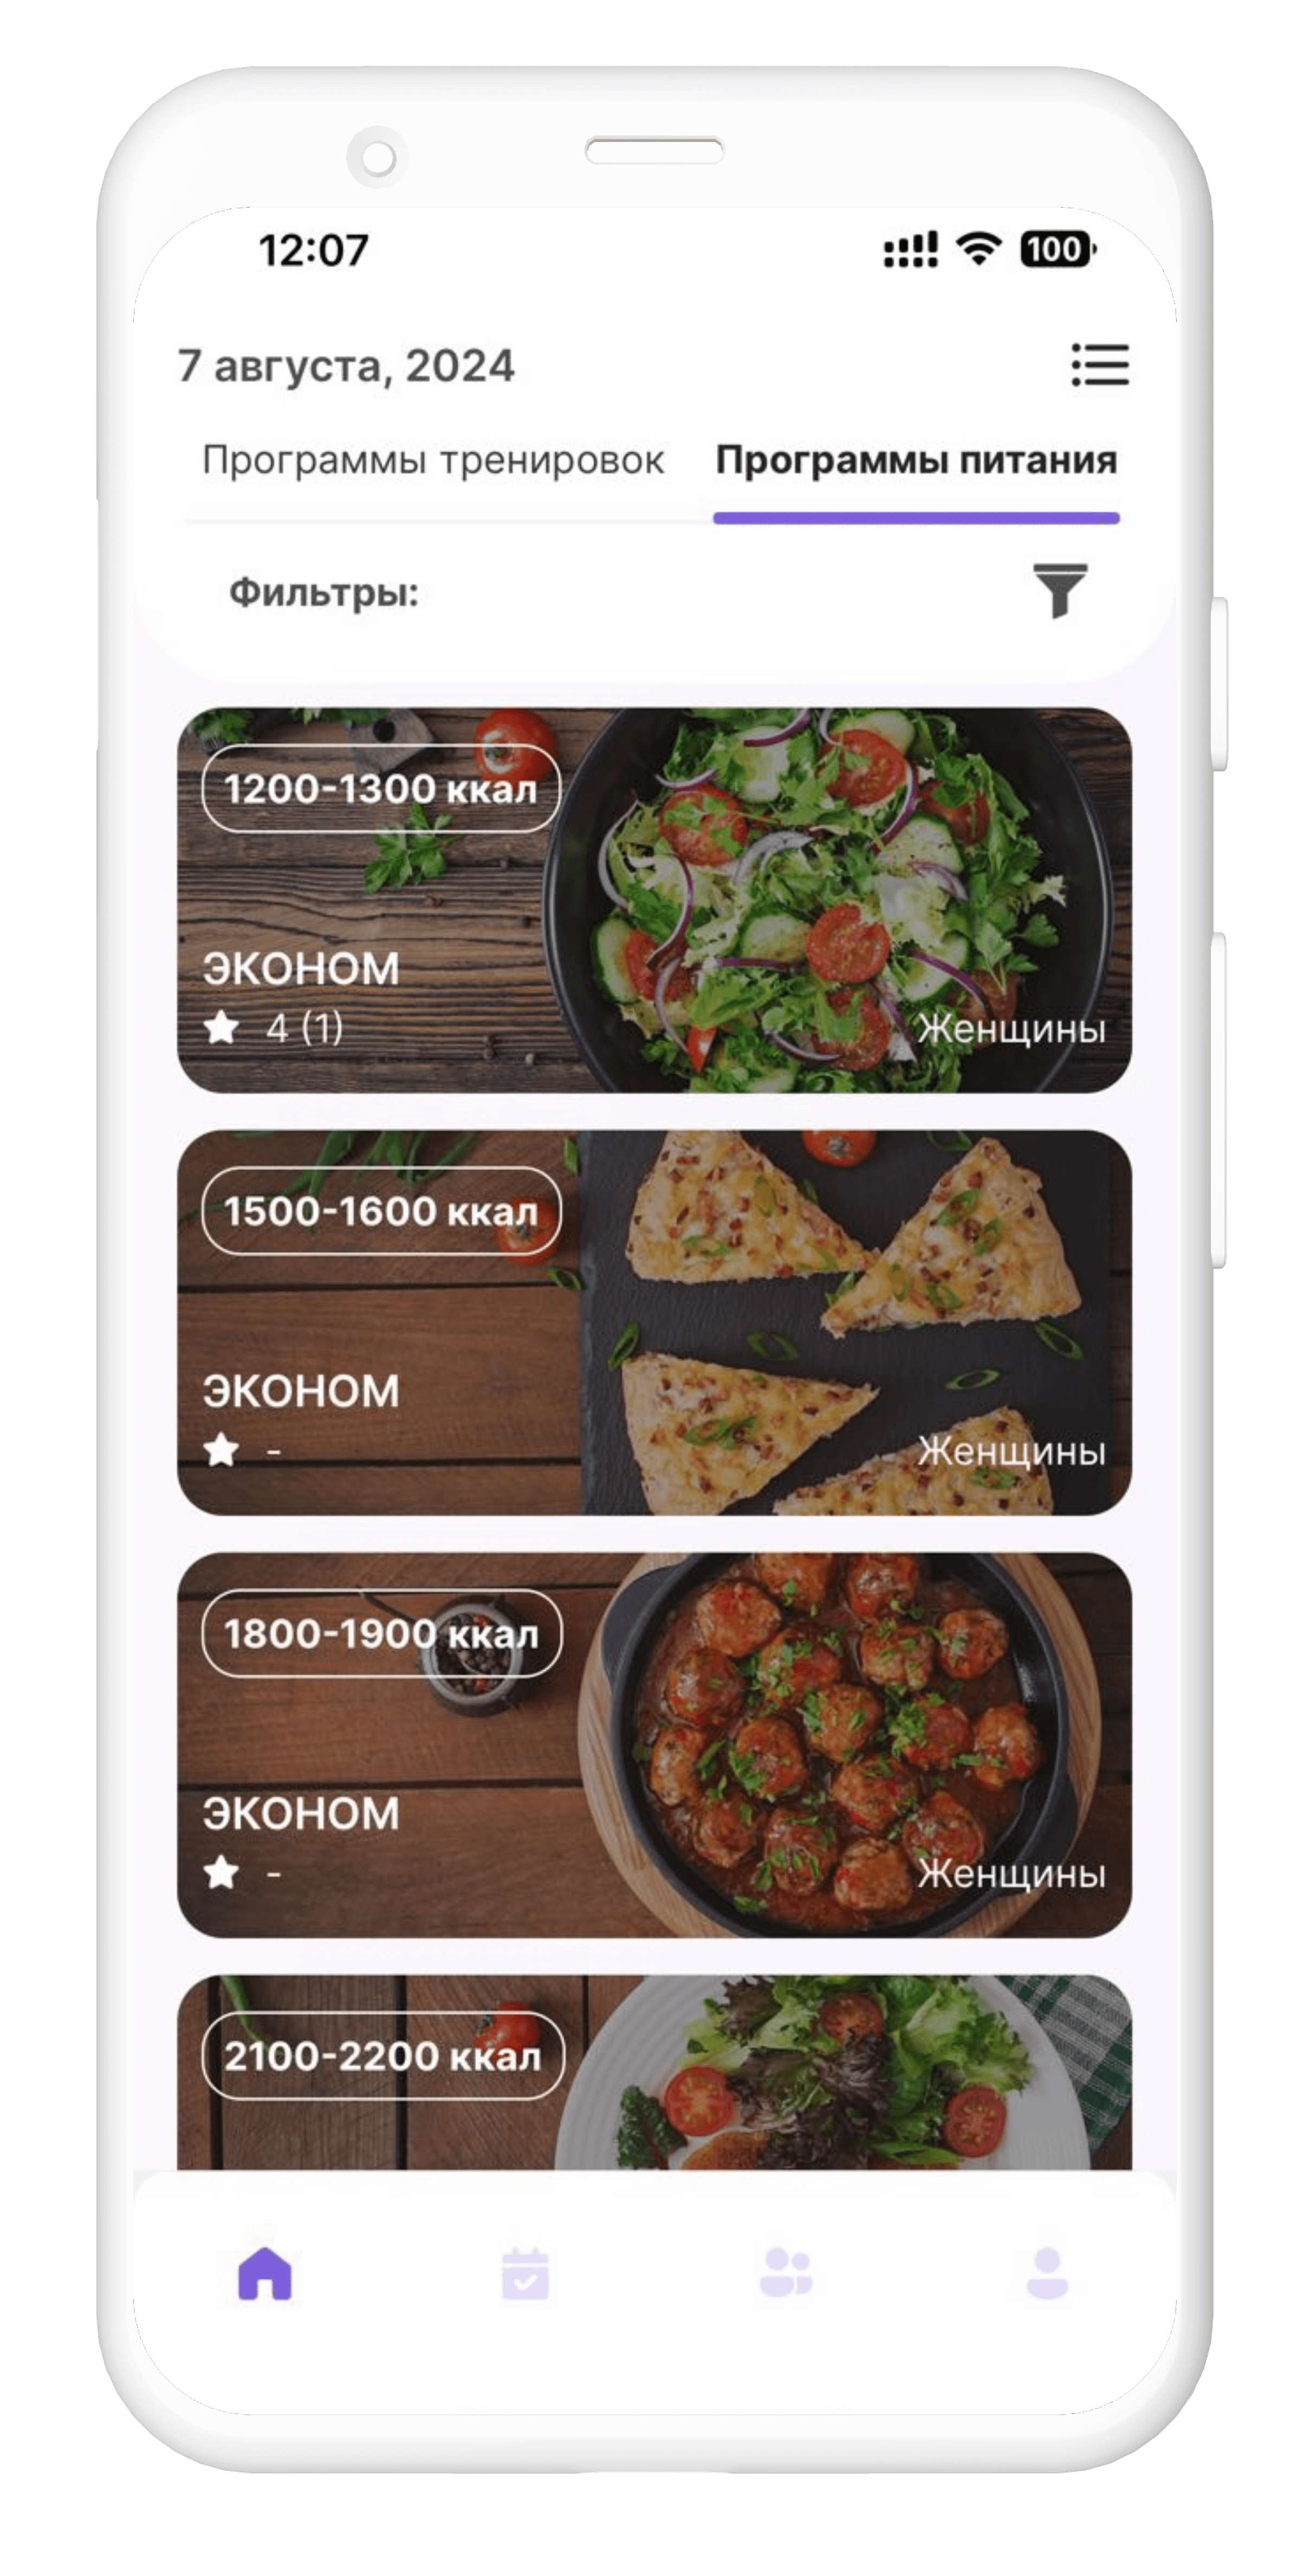 12:07
100
7 августа, 2024
Программы тренировок Программы питания
Фильтры:
1200-1300 ккал
ЭКОНОМ
4 (1) Женщины
1500-1600 ккал
ЭКОНОМ
- Женщины
1800-1900 ккал
ЭКОНОМ
- Женщины
2100-2200 ккал